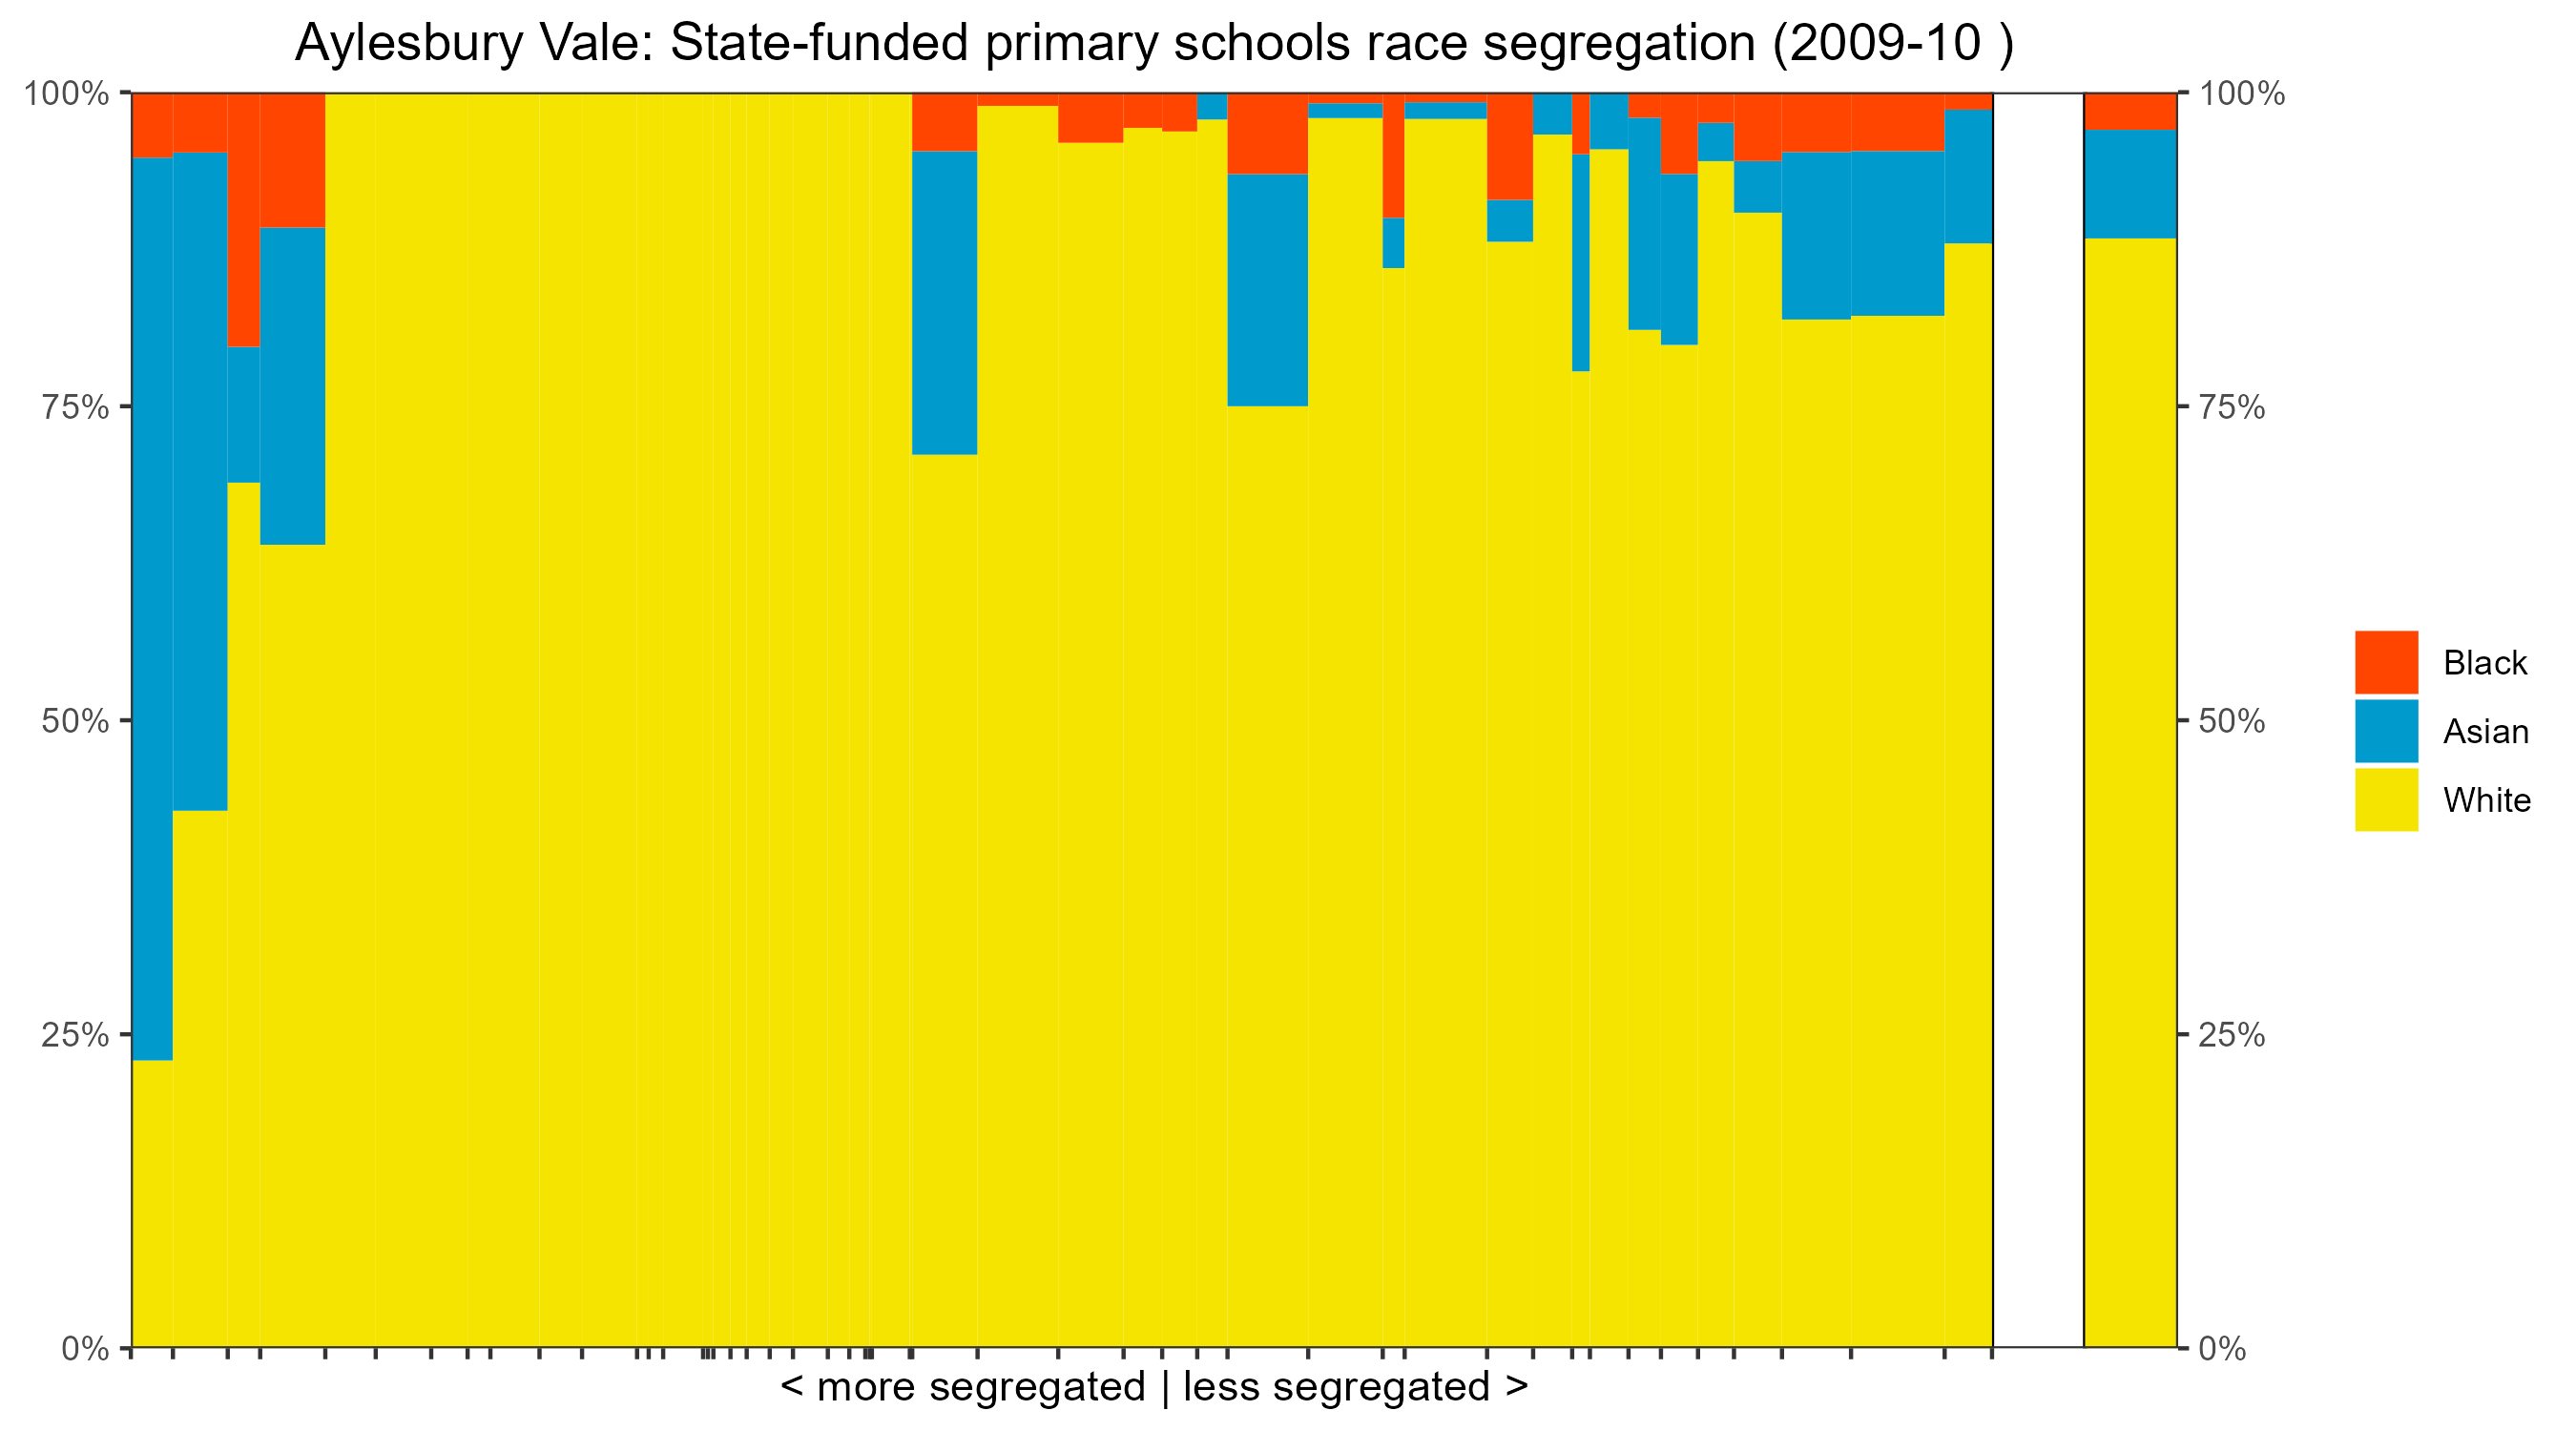 Aylesbury Vale: State-funded primary schools race segregation (2009-10 )
100%
100%
75%
75%
50%
50%
25%
25%
0%
0%
Black
Asian
White
< more segregated | less segregated >